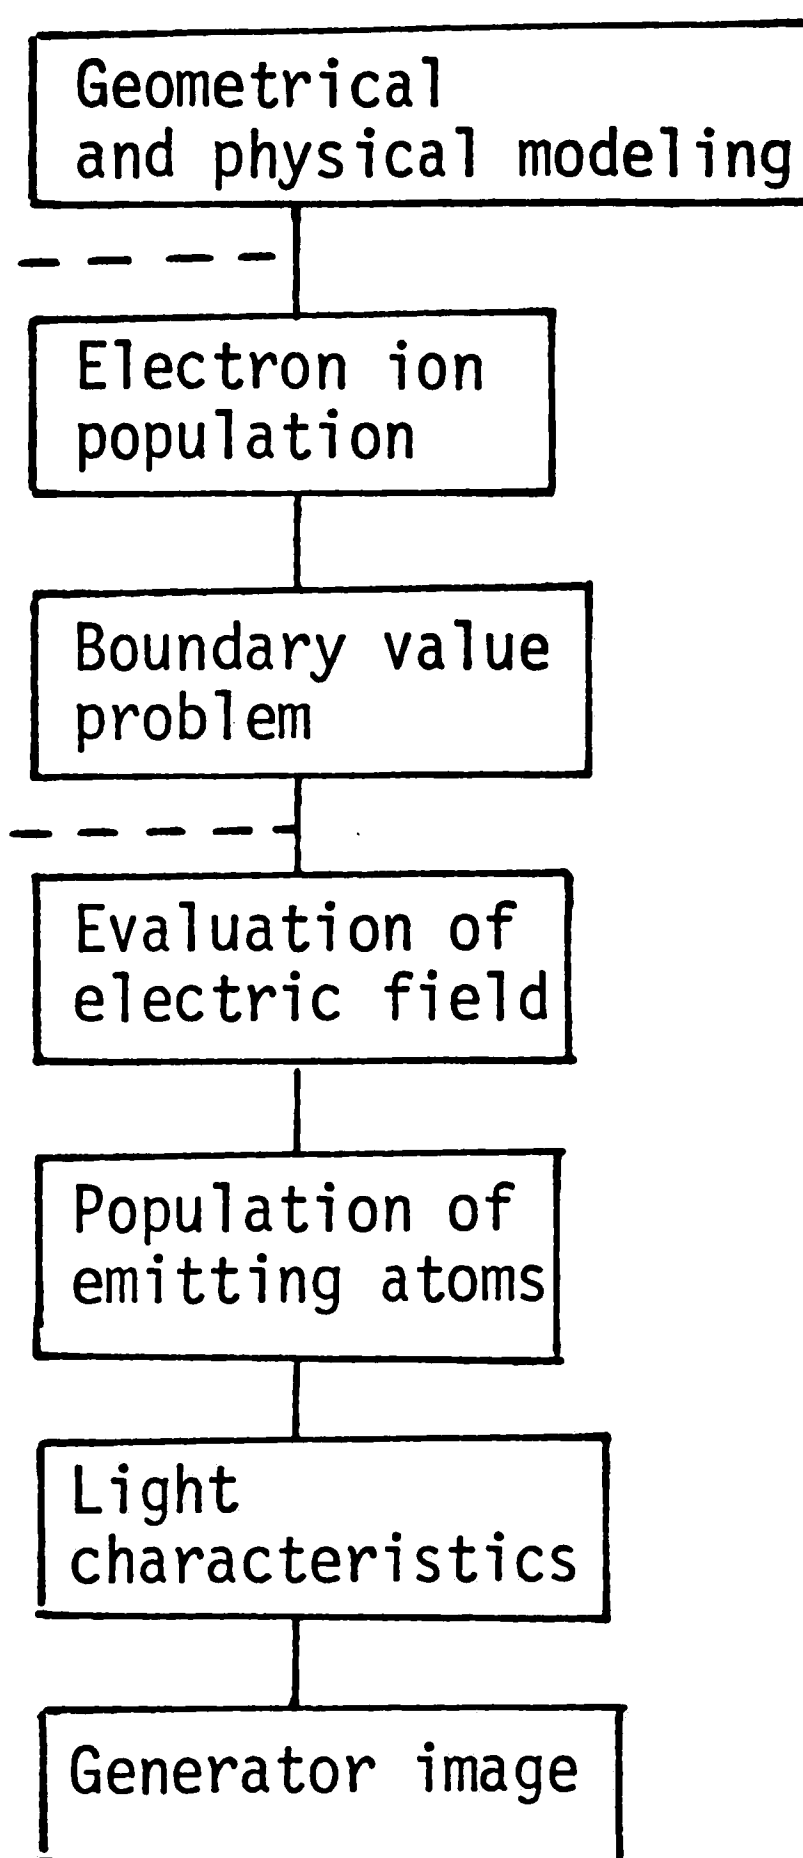 Geometrical
and physical modeling
Electron ion
population
Boundary value
problem
Evaluation of
electric field
Population of
emitting atoms
Light
characteristics
Generator image